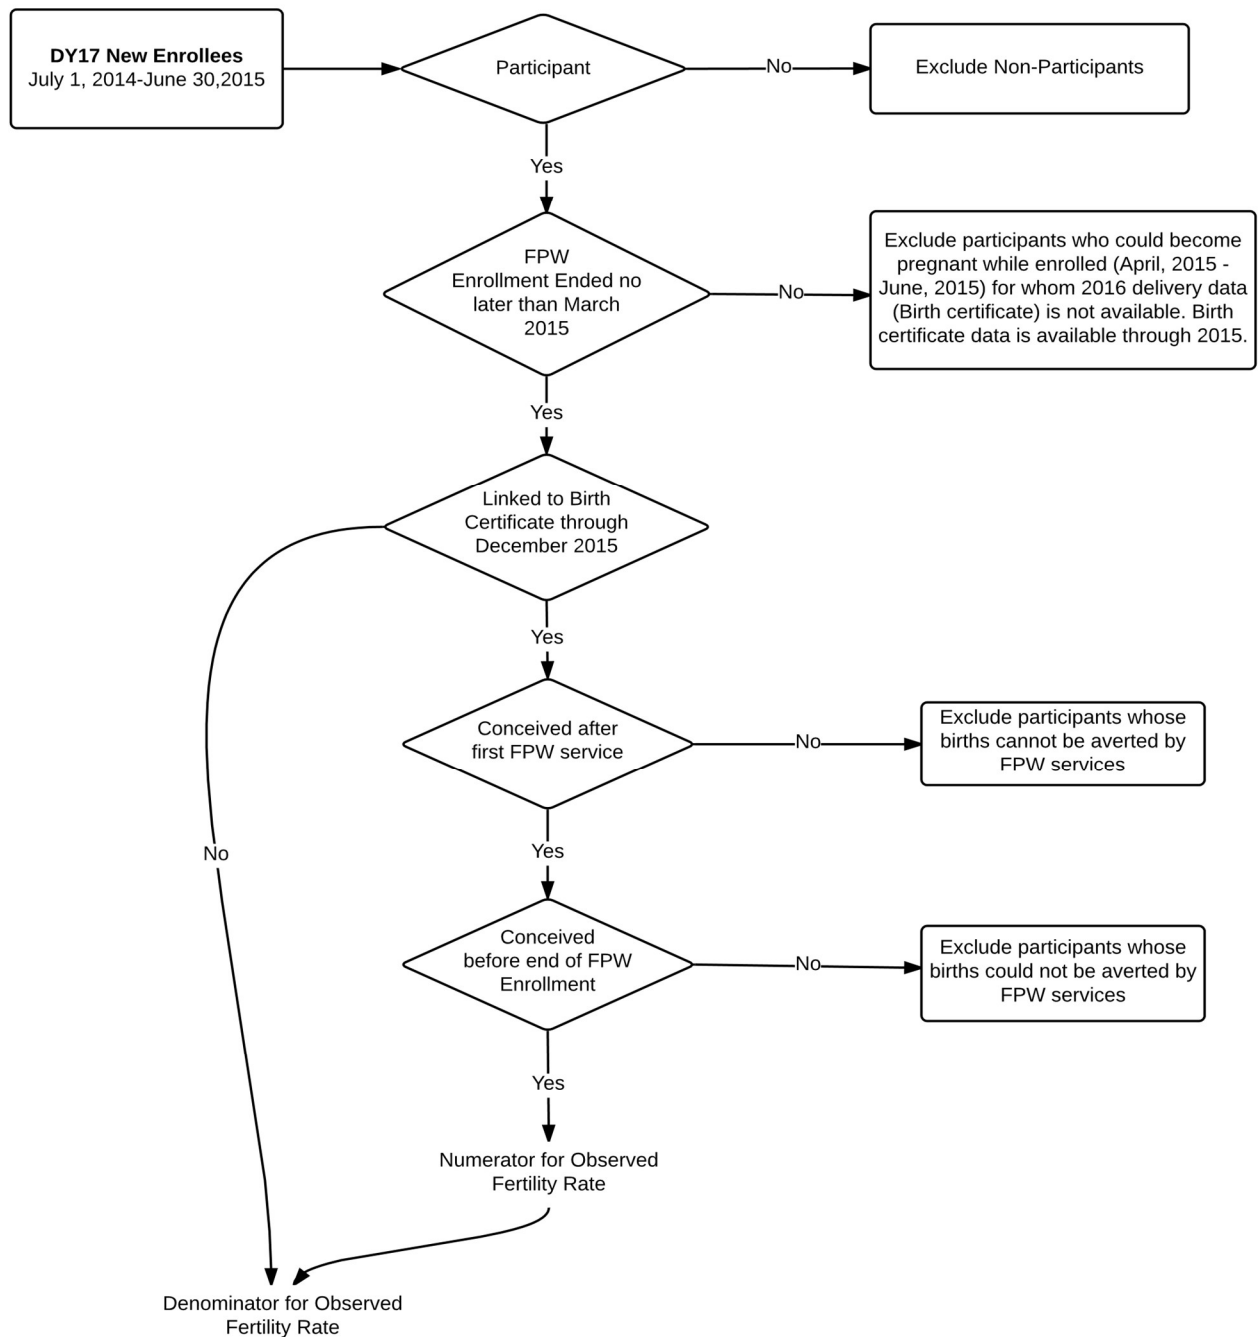 DY17 New Enrollees
July 1, 2014-June 30,2015
Participant
No
Exclude Non-Participants
Yes
FPW
Enrollment Ended no
later than March
2015
No
Exclude participants who could become
pregnant while enrolled (April, 2015 -
June, 2015) for whom 2016 delivery data
(Birth certificate) is not available. Birth
certificate data is available through 2015.
Yes
Linked to Birth
Certificate through
December 2015
Yes
Conceived after
first FPW service
No
Exclude participants whose
births cannot be averted by
FPW services
No
Yes
Conceived
before end of FPW
Enrollment
No
Exclude participants whose
births could not be averted by
FPW services
Yes
Numerator for Observed
Fertility Rate
Denominator for Observed
Fertility Rate